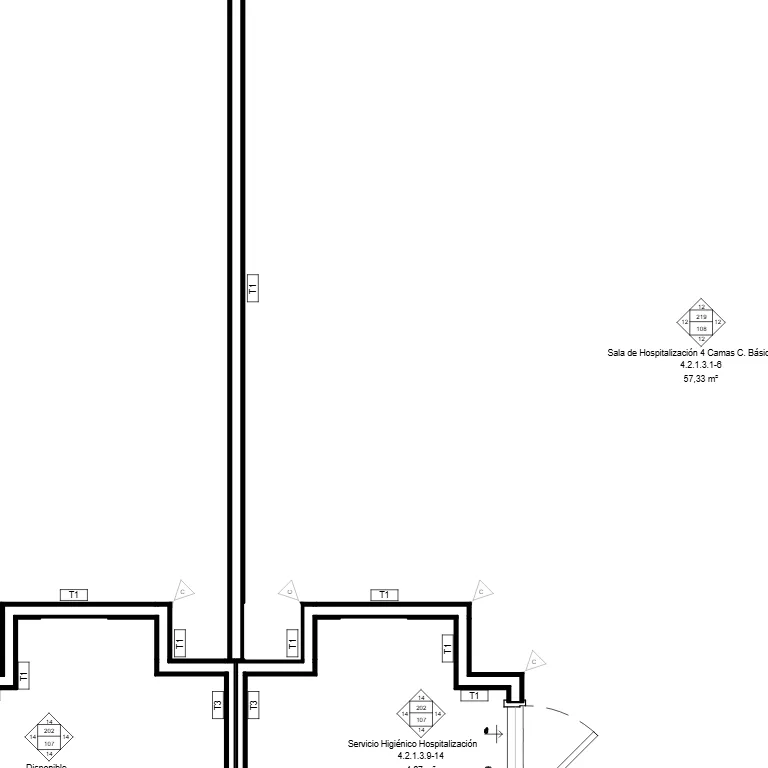 T1
12
219
12
12
108
12
Sala de Hospitalización 4 Camas C. Básic
4.2.1.3.1-6
57,33 m²
T1
C
C
T1
C
T1
T1
T1
C
T1
T1
T3
T3
14
202
14
14
107
14
Servicio Higiénico Hospitalización
4.2.1.3.9-14
14
202
14
14
107
14
Disponible